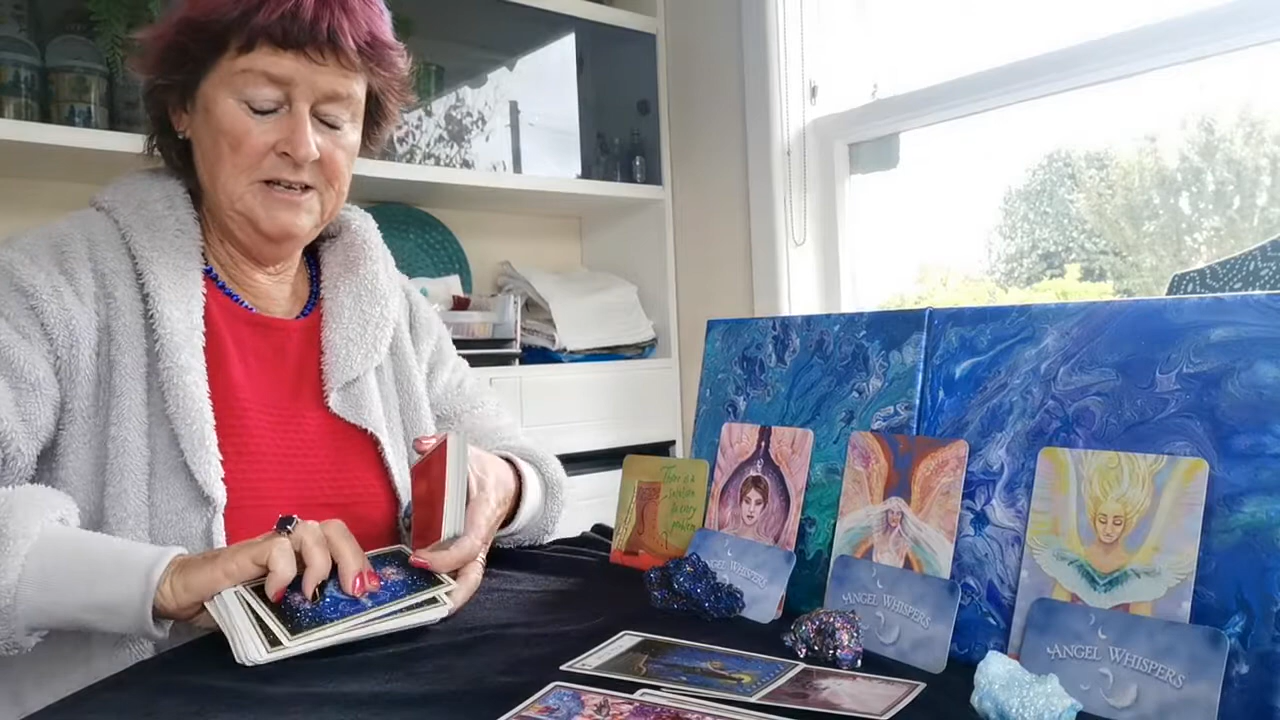 There is a
solution
to every
problem
ANGEL WHISPERS
ANGEL WHISPERS
ANGEL WHISPERS